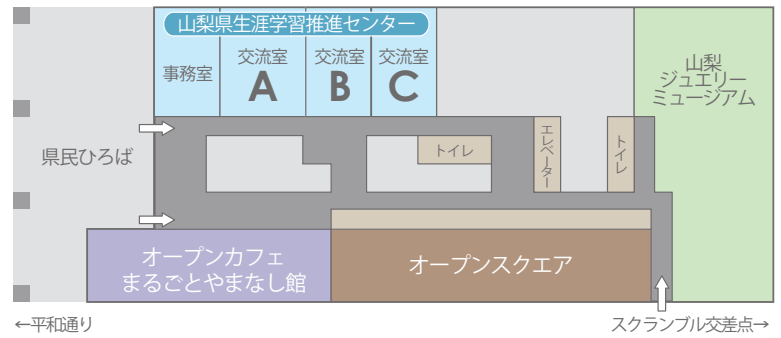 山梨県生涯学習推進センター
事務室
交流室
A
交流室
B
交流室
C
山梨
ジュエリー
ミュージアム
県民ひろば
トイレ
エレベーター
トイレ
オープンカフェ
まるごとやまなし館
オープンスクエア
←平和通り
スクランブル交差点→